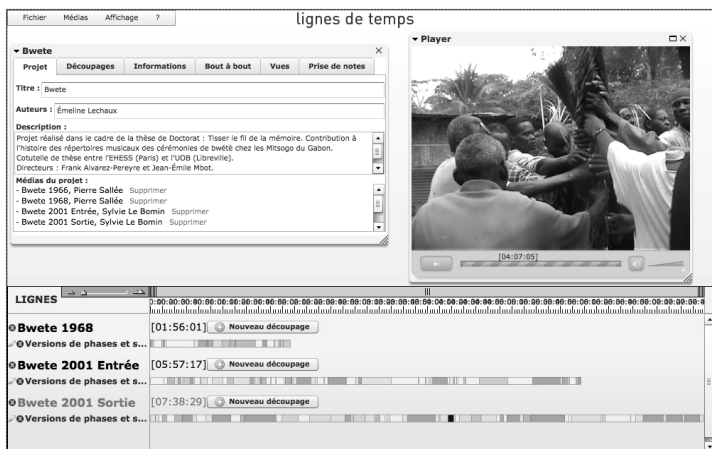 Fichier Médias Affichage ?
lignes de temps
Bwete
Projet Découpages Informations Bout à bout Vues Prise de notes
Titre : Bwete
Auteurs : Émeline Lechaux
Description :
Projet réalisé dans le cadre de la thèse de Doctorat : Tisser le fil de la mémoire. Contribution à
l'histoire des répertoires musicaux des cérémonies de bwété chez les Mitsogo du Gabon.
Cotutelle de thèse entre l'EHESS (Paris) et l'UOB (Libreville).
Directeurs : Frank Alvarez-Pereyre et Jean-Émile Mbot.
Médias du projet :
- Bwete 1966, Pierre Sallée Supprimer
- Bwete 1968, Pierre Sallée Supprimer
- Bwete 2001 Entrée, Sylvie Le Bomin Supprimer
- Bwete 2001 Sortie, Sylvie Le Bomin Supprimer
Player
[04:07:05]
LIGNES
Bwete 1968 [01:56:01] Nouveau découpage
Versions de phases et s...
Bwete 2001 Entrée [05:57:17] Nouveau découpage
Versions de phases et s...
Bwete 2001 Sortie [07:38:29] Nouveau découpage
Versions de phases et s...